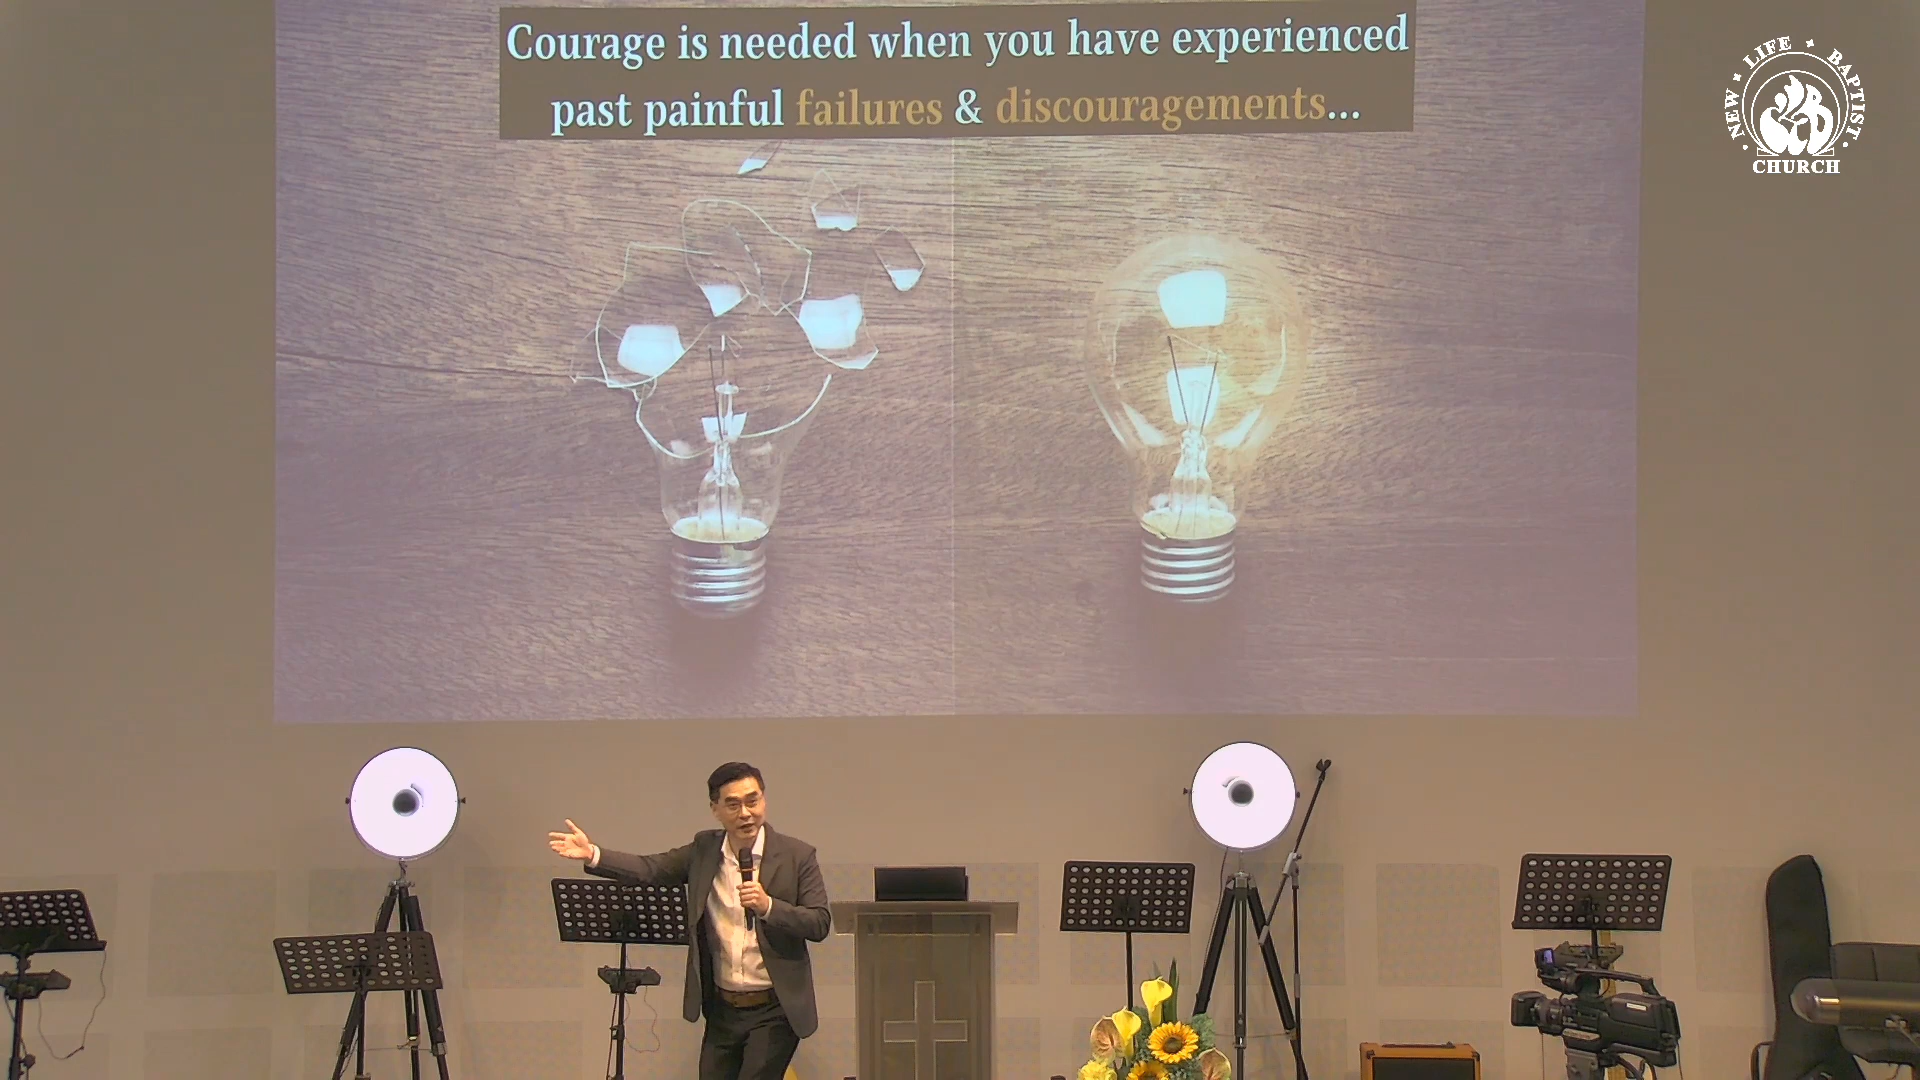 Courage is needed when you have experienced
past painful failures & discouragements...
NEW LIFE BAPTIST
CHURCH